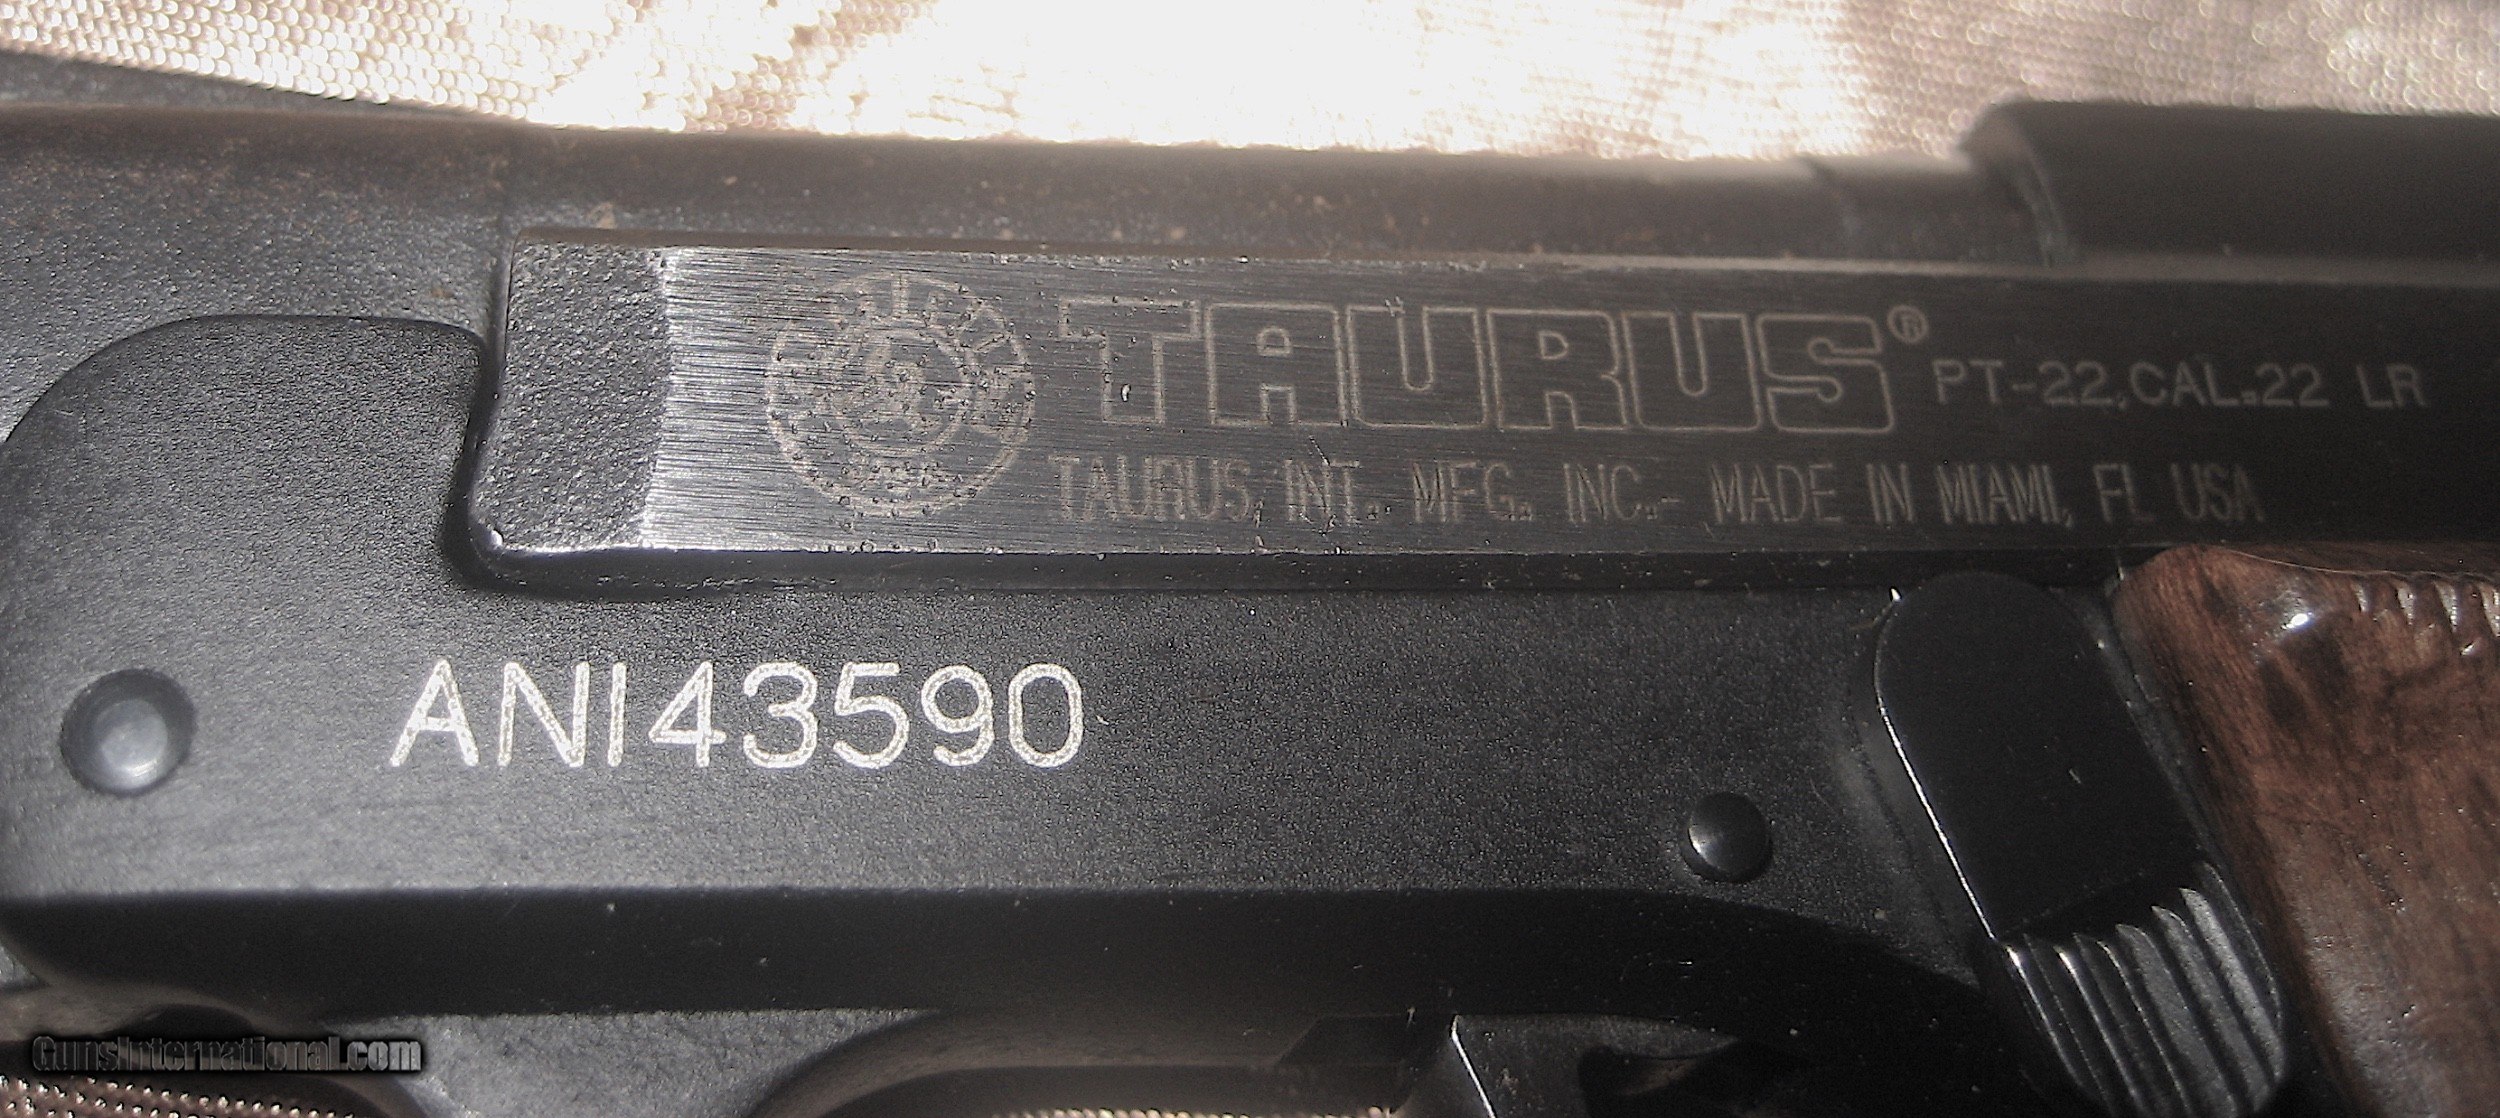 TAURUS® PT-22, CAL.22 LR
TAURUS, INT. MFG. INC.- MADE IN MIAMI, FL USA
ANI43590
GunsInternational.com